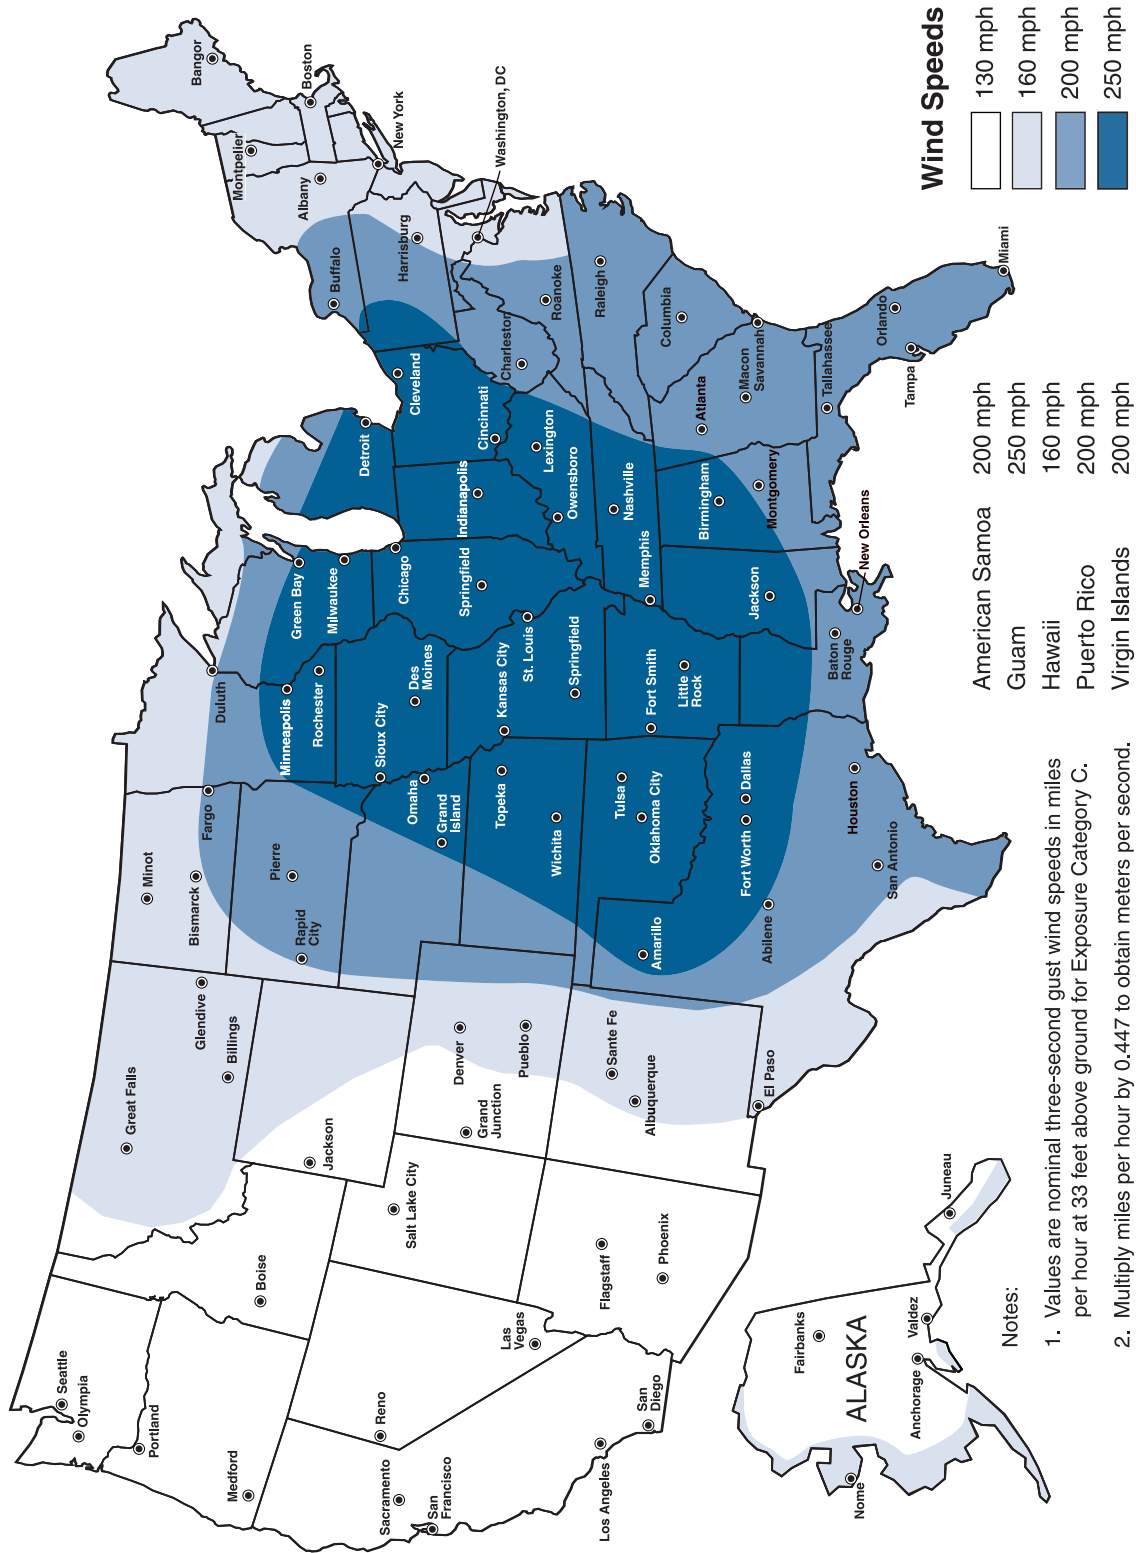 Bangor
Boston
Montpelier
New York
Albany
Washington, DC
Harrisburg
Buffalo
Roanoke
Raleigh
Charleston
Columbia
Miami
Orlando
Tampa
Macon
Savannah
Tallahassee
Atlanta
Cleveland
Cincinnati
Detroit
Lexington
Owensboro
Indianapolis
Nashville
Birmingham
Montgomery
New Orleans
Memphis
Jackson
Chicago
Springfield
Green Bay
Milwaukee
St. Louis
Springfield
Baton
Rouge
Duluth
Minneapolis
Rochester
Des
Moines
Sioux City
Kansas City
Fort Smith
Little
Rock
Omaha
Grand
Island
Topeka
Wichita
Tulsa
Oklahoma City
Dallas
Fort Worth
Houston
San Antonio
Fargo
Minot
Bismarck
Pierre
Rapid
City
Amarillo
Abilene
Glendive
Billings
Great Falls
Denver
Pueblo
Grand
Junction
Sante Fe
Albuquerque
El Paso
Jackson
Salt Lake City
Boise
Flagstaff
Phoenix
Las
Vegas
Seattle
Olympia
Portland
Medford
Reno
Sacramento
San
Francisco
Los Angeles
San
Diego
ALASKA
Fairbanks
Anchorage
Valdez
Juneau
Nome
Wind Speeds
130 mph
160 mph
200 mph
250 mph
American Samoa 200 mph
Guam 250 mph
Hawaii 160 mph
Puerto Rico 200 mph
Virgin Islands 200 mph
Notes:
1. Values are nominal three-second gust wind speeds in miles
per hour at 33 feet above ground for Exposure Category C.
2. Multiply miles per hour by 0.447 to obtain meters per second.